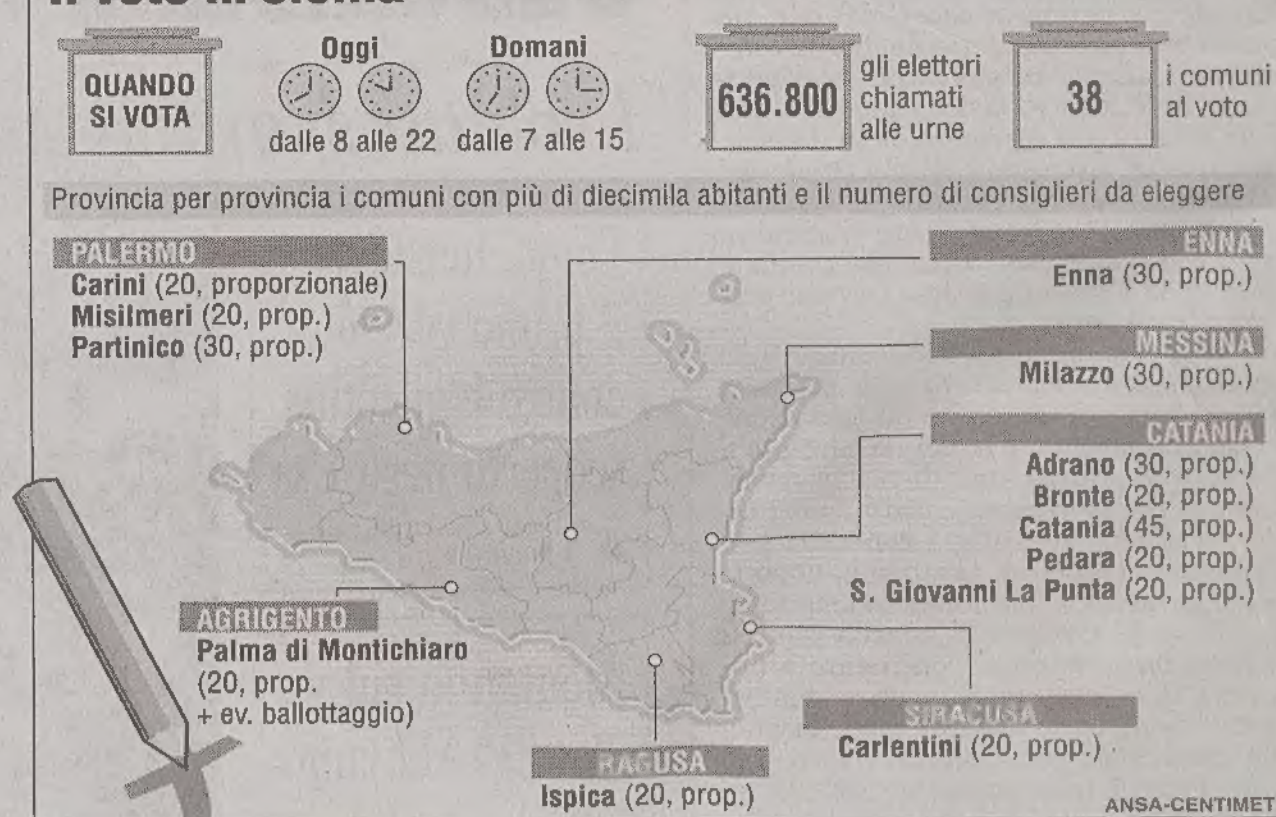 Il voto in Sicilia
QUANDO
SI VOTA
Oggi
dalle 8 alle 22
Domani
dalle 7 alle 15
636.800
gli elettori
chiamati
alle urne
38
i comuni
al voto
Provincia per provincia i comuni con più di diecimila abitanti e il numero di consiglieri da eleggere
PALERMO
Carini (20, proporzionale)
Misilmeri (20, prop.)
Partinico (30, prop.)
ENNA
Enna (30, prop.)
MESSINA
Milazzo (30, prop.)
CATANIA
Adrano (30, prop.)
Bronte (20, prop.)
Catania (45, prop.)
Pedara (20, prop.)
S. Giovanni La Punta (20, prop.)
AGRIGENTO
Palma di Montichiaro
(20, prop.
+ ev. ballottaggio)
SIRACUSA
Carlentini (20, prop.)
RAGUSA
Ispica (20, prop.)
ANSA-CENTIMET